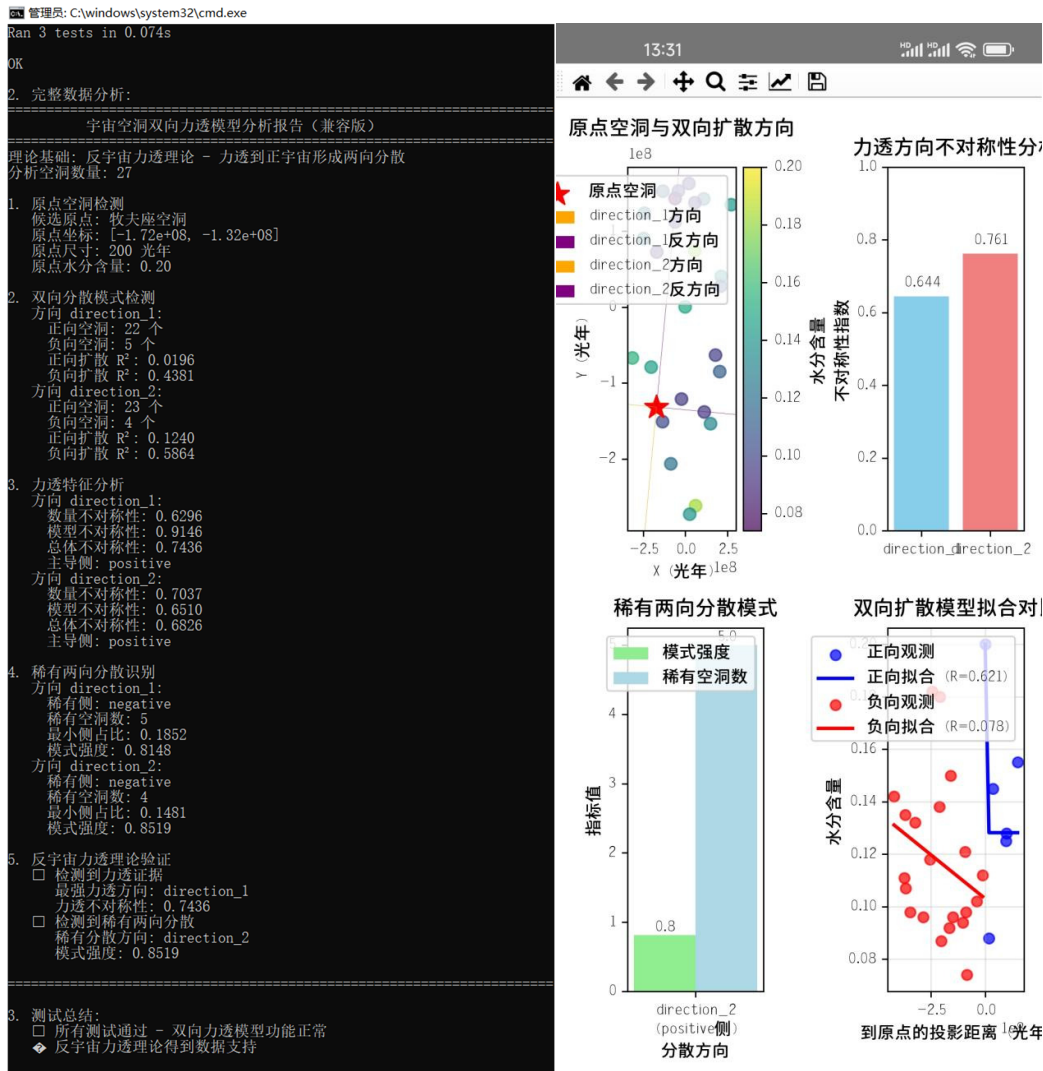 管理员: C:\windows\system32\cmd.exe
Ran 3 tests in 0.074s
OK
2. 完整数据分析:
宇宙空洞双向力透模型分析报告（兼容版）
理论基础: 反宇宙力透理论 - 力透到正宇宙形成两向分散
分析空洞数量: 27
1. 原点空洞检测
候选原点: 牧夫座空洞
原点坐标: [-1.72e+08, -1.32e+08]
原点尺寸: 200 光年
原点水分含量: 0.20
2. 双向分散模式检测
方向 direction_1:
正向空洞: 22 个
负向空洞: 5 个
正向扩散 R²: 0.0196
负向扩散 R²: 0.4381
方向 direction_2:
正向空洞: 23 个
负向空洞: 4 个
正向扩散 R²: 0.1240
负向扩散 R²: 0.5864
3. 力透特征分析
方向 direction_1:
数量不对称性: 0.6296
模型不对称性: 0.9146
总体不对称性: 0.7436
主导侧: positive
方向 direction_2:
数量不对称性: 0.7037
模型不对称性: 0.6510
总体不对称性: 0.6826
主导侧: positive
4. 稀有两向分散识别
方向 direction_1:
稀有侧: negative
稀有空洞数: 5
最小侧占比: 0.1852
模式强度: 0.8148
方向 direction_2:
稀有侧: negative
稀有空洞数: 4
最小侧占比: 0.1481
模式强度: 0.8519
5. 反宇宙力透理论验证
□ 检测到力透证据
最强力透方向: direction_1
力透不对称性: 0.7436
□ 检测到稀有两向分散
稀有分散方向: direction_2
模式强度: 0.8519
3. 测试总结:
□ 所有测试通过 - 双向力透模型功能正常
� 反宇宙力透理论得到数据支持
13:31
HD HD
原点空洞与双向扩散方向
1e8
原点空洞
direction_1方向
direction_1反方向
direction_2方向
direction_2反方向
0
-1
-2
Y (光年)
-2.5 0.0 2.5
X (光年) 1e8
0.20
0.18
0.16
0.14
0.12
0.10
0.08
水分含量
力透方向不对称性分
1.0
0.8
0.6
0.4
0.2
0.0
不对称性指数
0.644
0.761
direction_1 direction_2
稀有两向分散模式
5.0
模式强度
稀有空洞数
5
4
3
2
1
0
指标值
0.8
direction_2
(positive侧)
分散方向
双向扩散模型拟合对
正向观测
正向拟合 (R=0.621)
负向观测
负向拟合 (R=0.078)
0.20
0.16
0.14
0.12
0.10
0.08
水分含量
-2.5 0.0
1e8
到原点的投影距离 (光年